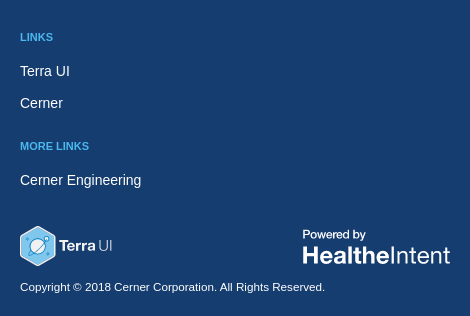 LINKS
Terra UI
Cerner
MORE LINKS
Cerner Engineering
Terra UI
Powered by
HealtheIntent
Copyright © 2018 Cerner Corporation. All Rights Reserved.